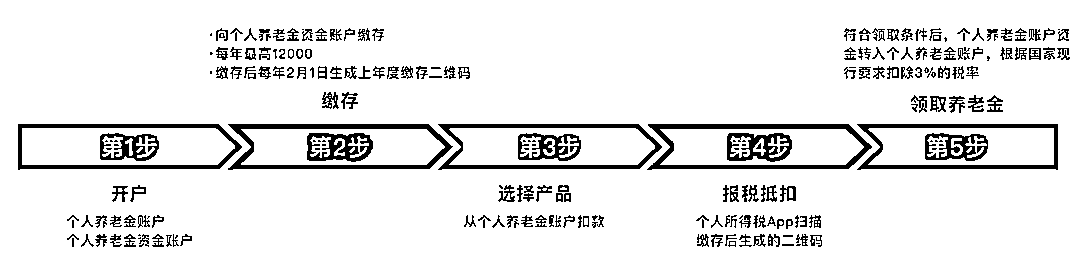 ·向个人养老金资金账户缴存
·每年最高12000
·缴存后每年2月1日生成上年度缴存二维码
缴存
符合领取条件后，个人养老金账户资
金转入个人养老金账户，根据国家现
行要求扣除3%的税率
领取养老金
第1步
第2步
第3步
第4步
第5步
开户
个人养老金账户
个人养老金资金账户
选择产品
从个人养老金账户扣款
报税抵扣
个人所得税App扫描
缴存后生成的二维码